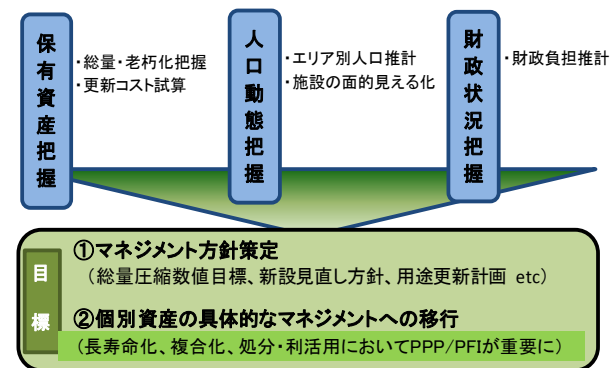 保有資産把握
・総量・老朽化把握
・更新コスト試算
人口動態把握
・エリア別人口推計
・施設の面的見える化
財政状況把握
・財政負担推計
目標
①マネジメント方針策定
（総量圧縮数値目標、新設見直し方針、用途更新計画 etc）
②個別資産の具体的なマネジメントへの移行
（長寿命化、複合化、処分・利活用においてPPP/PFIが重要に）